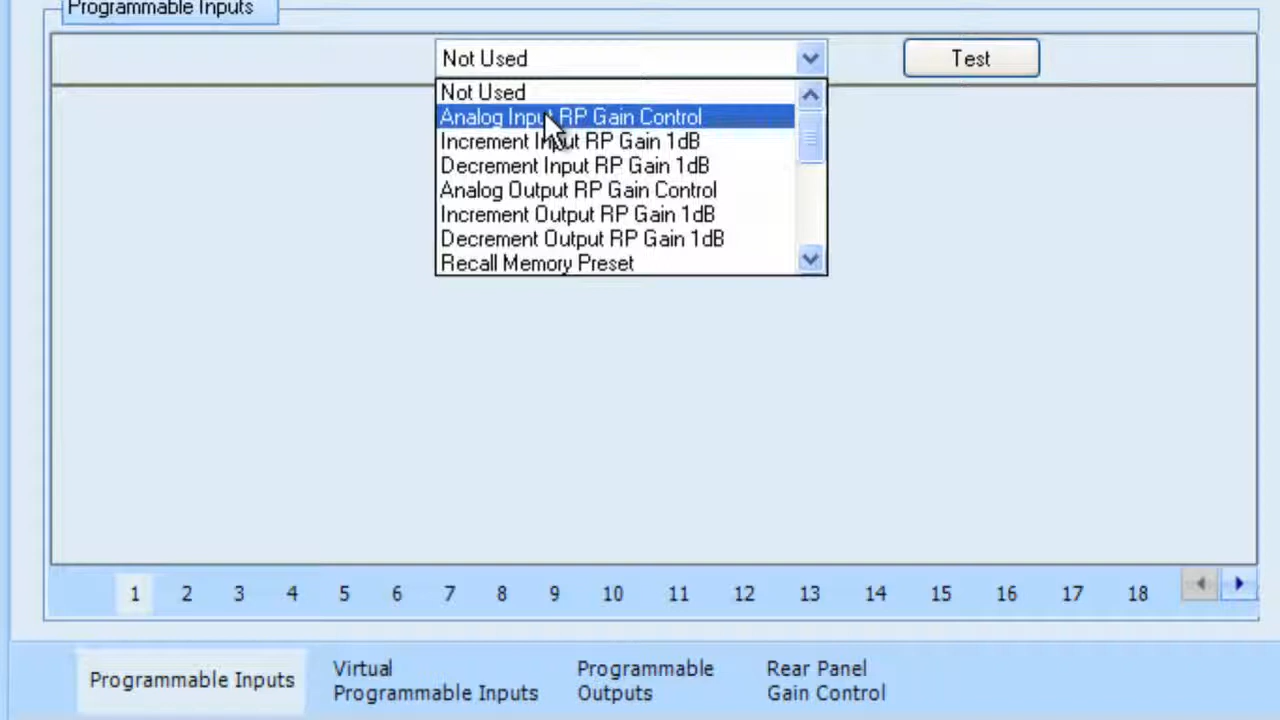 Programmable Inputs
Not Used
Test
Not Used
Analog Input RP Gain Control
Increment Input RP Gain 1dB
Decrement Input RP Gain 1dB
Analog Output RP Gain Control
Increment Output RP Gain 1dB
Decrement Output RP Gain 1dB
Recall Memory Preset
1 2 3 4 5 6 7 8 9 10 11 12 13 14 15 16 17 18
Programmable Inputs
Virtual
Programmable Inputs
Programmable
Outputs
Rear Panel
Gain Control